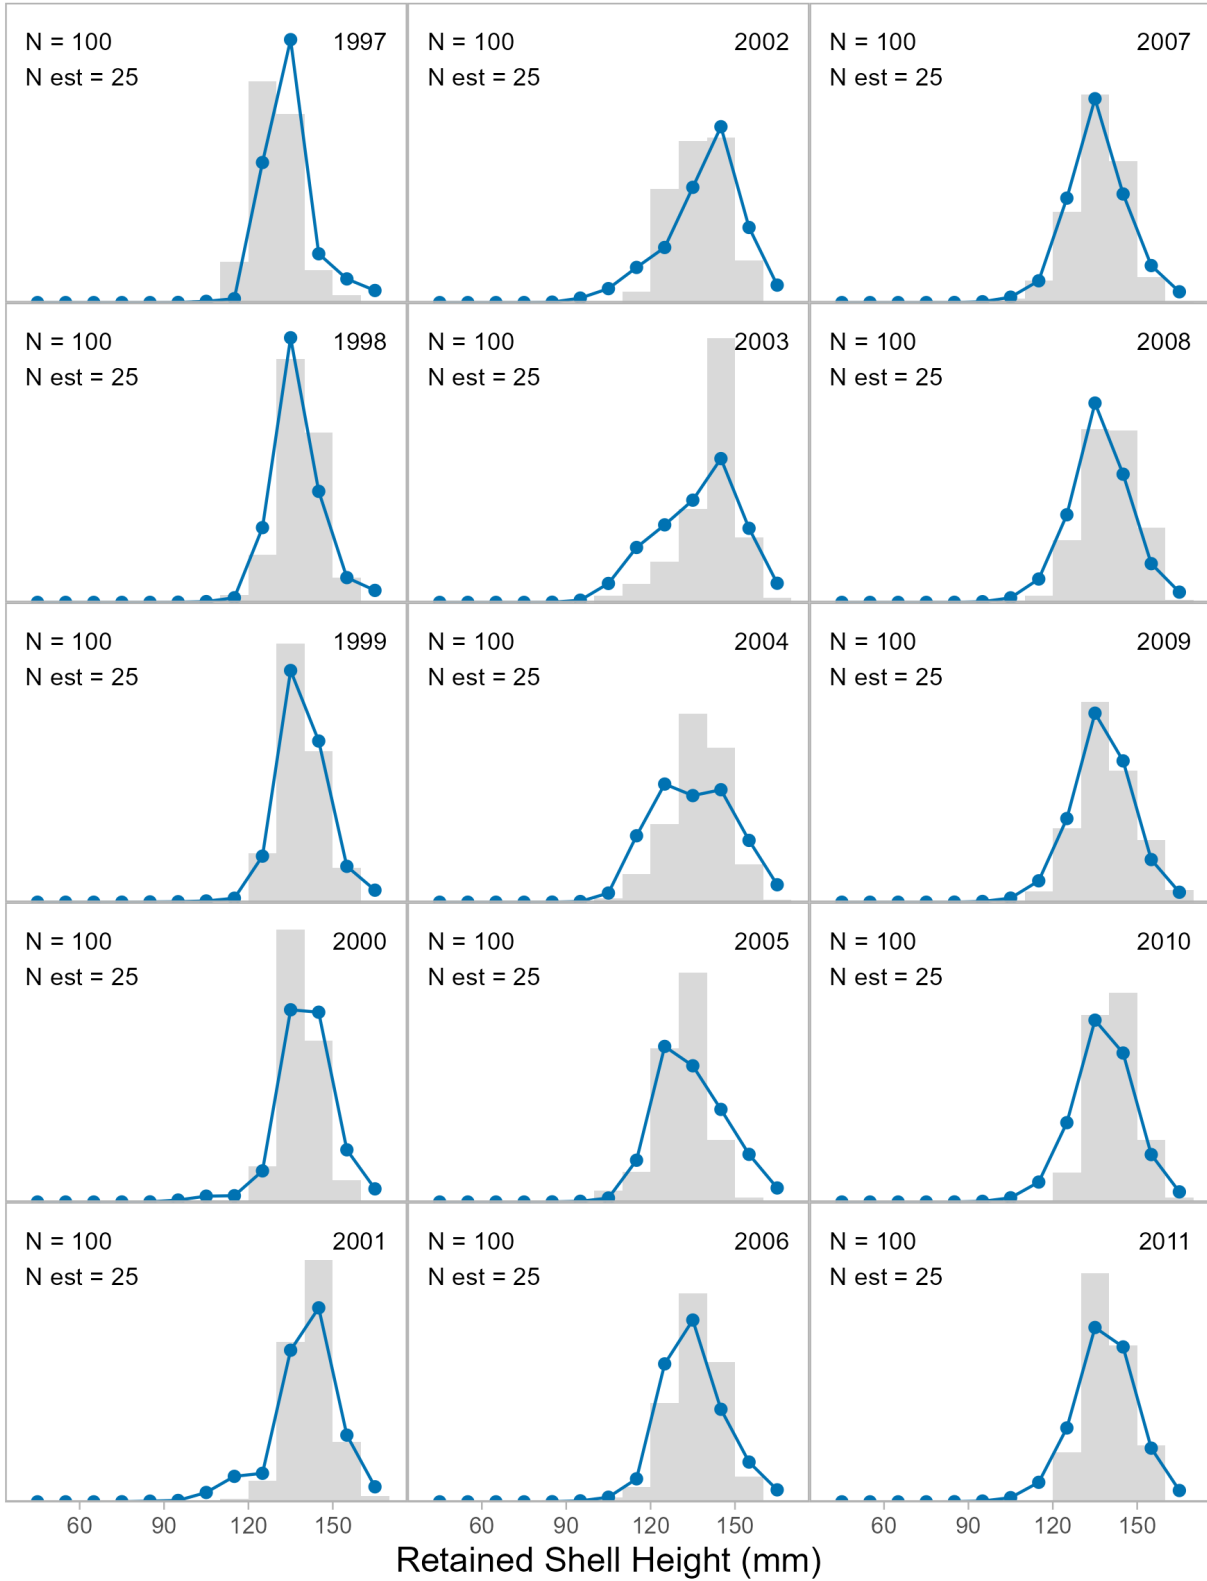 N = 100 1997
N est = 25
N = 100 2002
N est = 25
N = 100 2007
N est = 25
N = 100 1998
N est = 25
N = 100 2003
N est = 25
N = 100 2008
N est = 25
N = 100 1999
N est = 25
N = 100 2004
N est = 25
N = 100 2009
N est = 25
N = 100 2000
N est = 25
N = 100 2005
N est = 25
N = 100 2010
N est = 25
N = 100 2001
N est = 25
N = 100 2006
N est = 25
N = 100 2011
N est = 25
60 90 120 150 60 90 120 150 60 90 120 150
Retained Shell Height (mm)